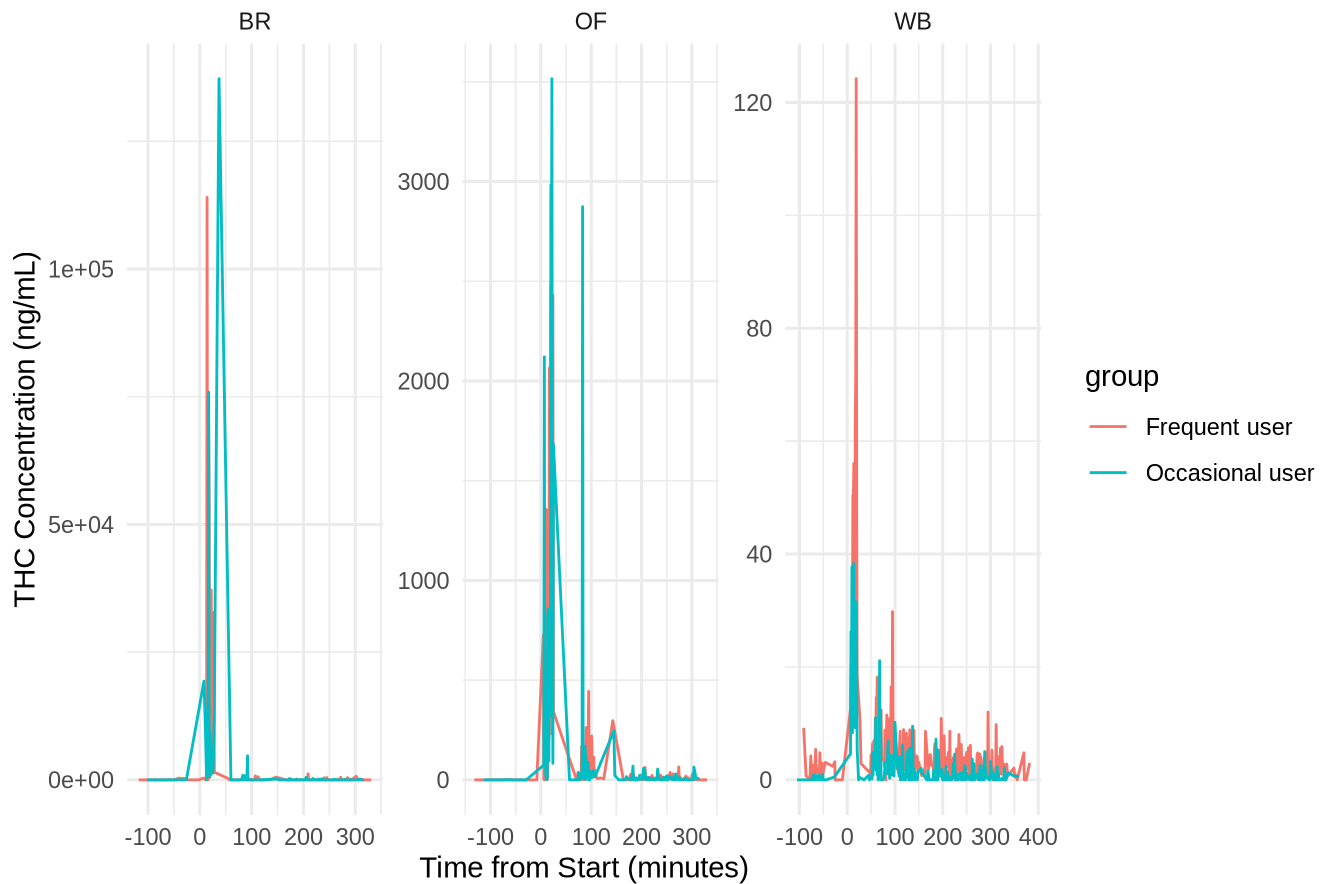 BR
OF
WB
THC Concentration (ng/mL)
1e+05
5e+04
0e+00
3000
2000
1000
0
120
80
40
0
-100 0 100 200 300
-100 0 100 200 300
-100 0 100 200 300 400
Time from Start (minutes)
group
Frequent user
Occasional user